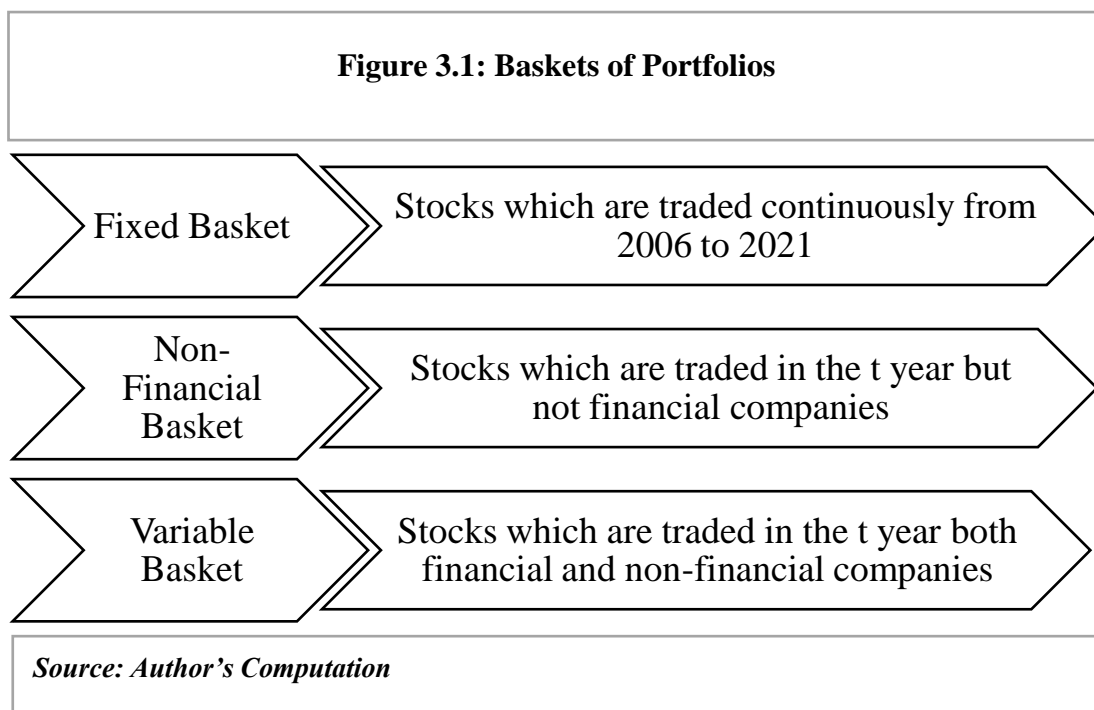 Figure 3.1: Baskets of Portfolios
Fixed Basket
Stocks which are traded continuously from
2006 to 2021
Non-
Financial
Basket
Stocks which are traded in the t year but
not financial companies
Variable
Basket
Stocks which are traded in the t year both
financial and non-financial companies
Source: Author’s Computation